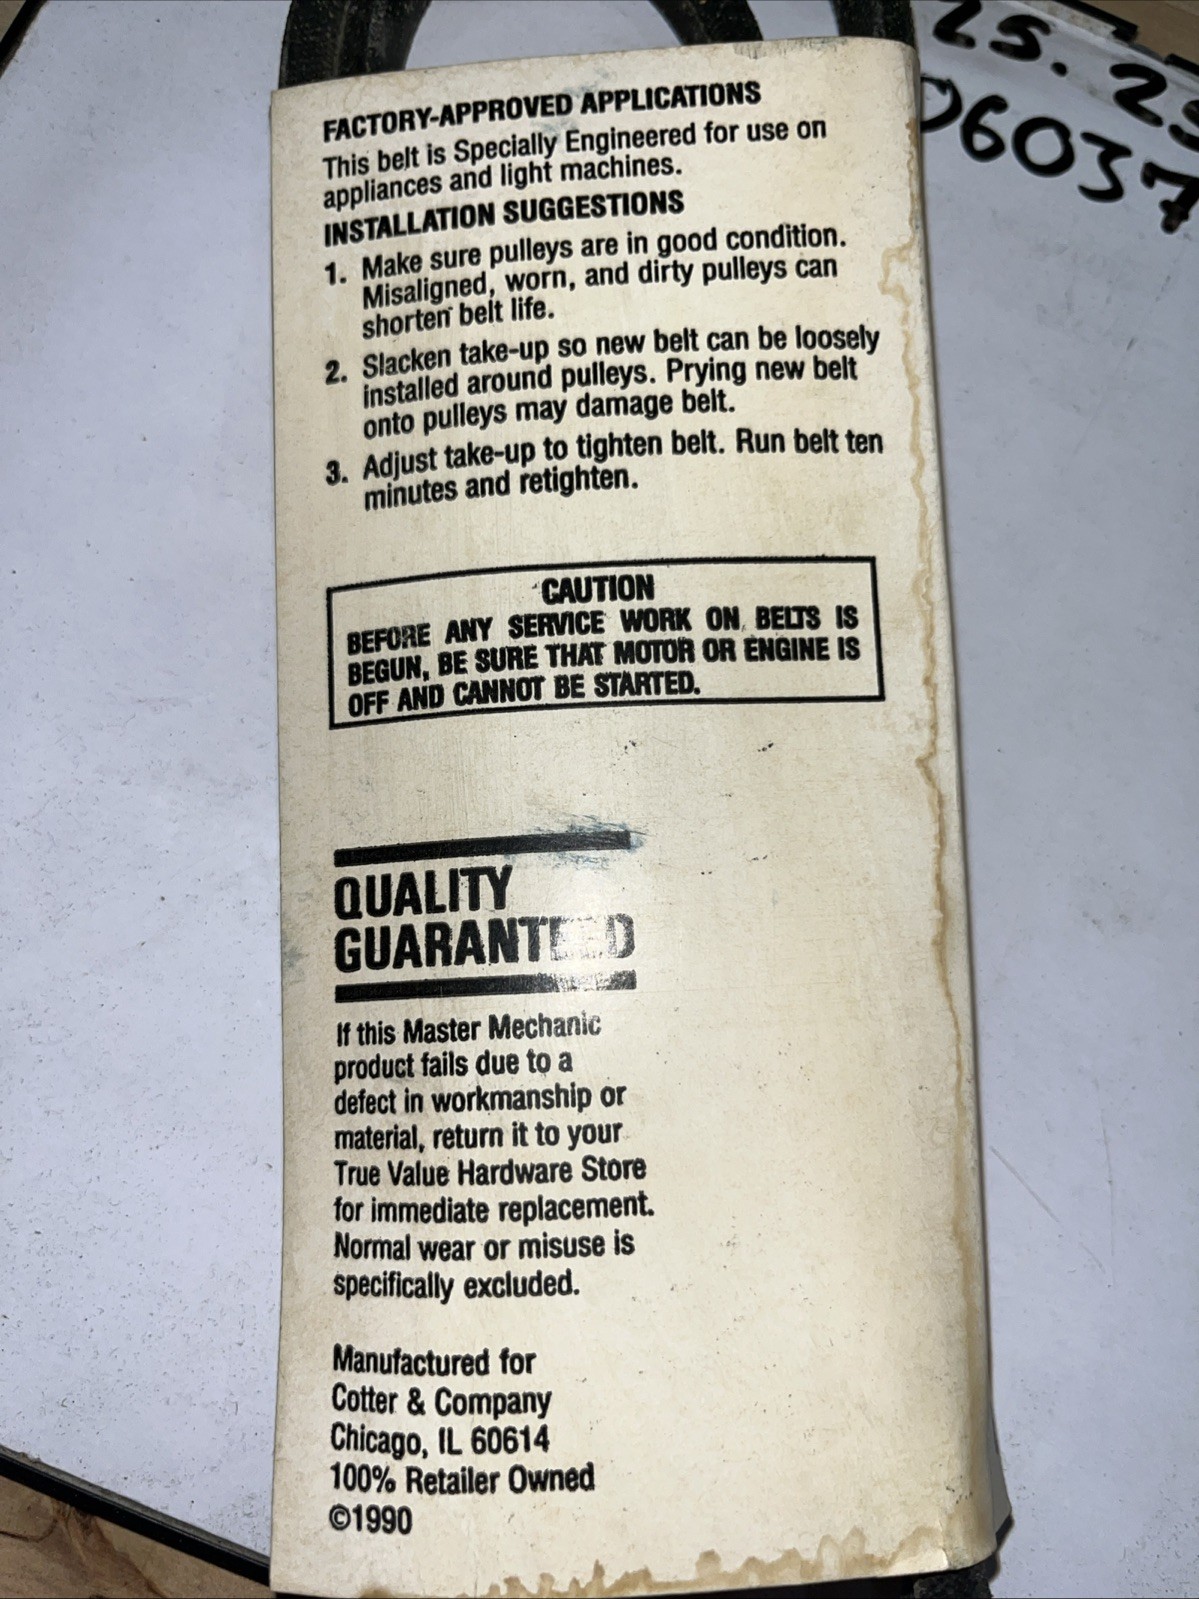 FACTORY-APPROVED APPLICATIONS
This belt is Specially Engineered for use on
appliances and light machines.
INSTALLATION SUGGESTIONS
1. Make sure pulleys are in good condition.
Misaligned, worn, and dirty pulleys can
shorten belt life.
2. Slacken take-up so new belt can be loosely
installed around pulleys. Prying new belt
onto pulleys may damage belt.
3. Adjust take-up to tighten belt. Run belt ten
minutes and retighten.
CAUTION
BEFORE ANY SERVICE WORK ON BELTS IS
BEGUN, BE SURE THAT MOTOR OR ENGINE IS
OFF AND CANNOT BE STARTED.
QUALITY
GUARANTEED
If this Master Mechanic
product fails due to a
defect in workmanship or
material, return it to your
True Value Hardware Store
for immediate replacement.
Normal wear or misuse is
specifically excluded.
Manufactured for
Cotter & Company
Chicago, IL 60614
100% Retailer Owned
©1990
06037